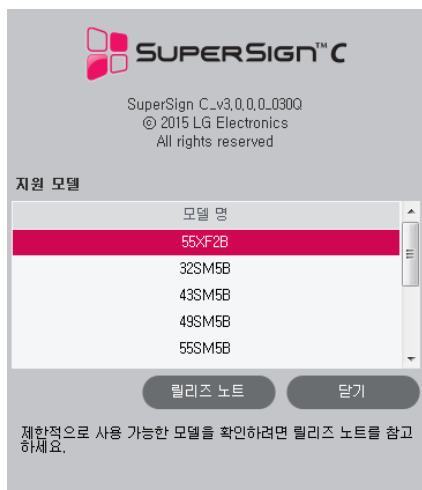 SUPERSIGN™ C
SuperSign C_v3,0,0,0_030Q
© 2015 LG Electronics
All rights reserved
지원 모델
모델 명
55XF2B
32SM5B
43SM5B
49SM5B
55SM5B
릴리즈 노트
닫기
제한적으로 사용 가능한 모델을 확인하려면 릴리즈 노트를 참고
하세요,